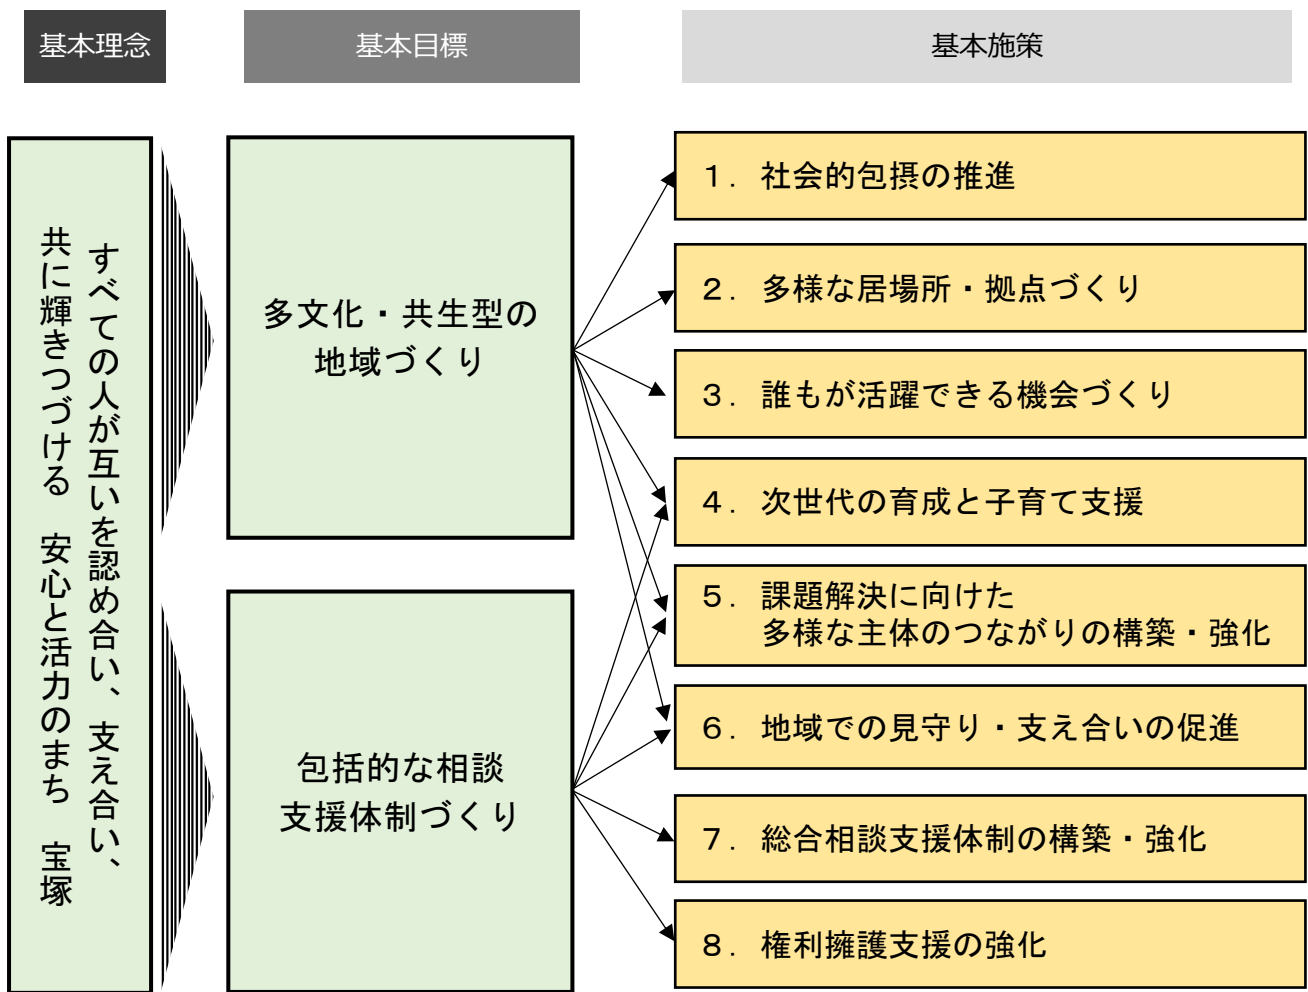 基本理念
基本目標
基本施策
すべての人が互いを認め合い、支え合い、
共に輝きつづける　安心と活力のまち　宝塚
多文化・共生型の
地域づくり
包括的な相談
支援体制づくり
１．社会的包摂の推進
２．多様な居場所・拠点づくり
３．誰もが活躍できる機会づくり
４．次世代の育成と子育て支援
５．課題解決に向けた
多様な主体のつながりの構築・強化
６．地域での見守り・支え合いの促進
７．総合相談支援体制の構築・強化
８．権利擁護支援の強化